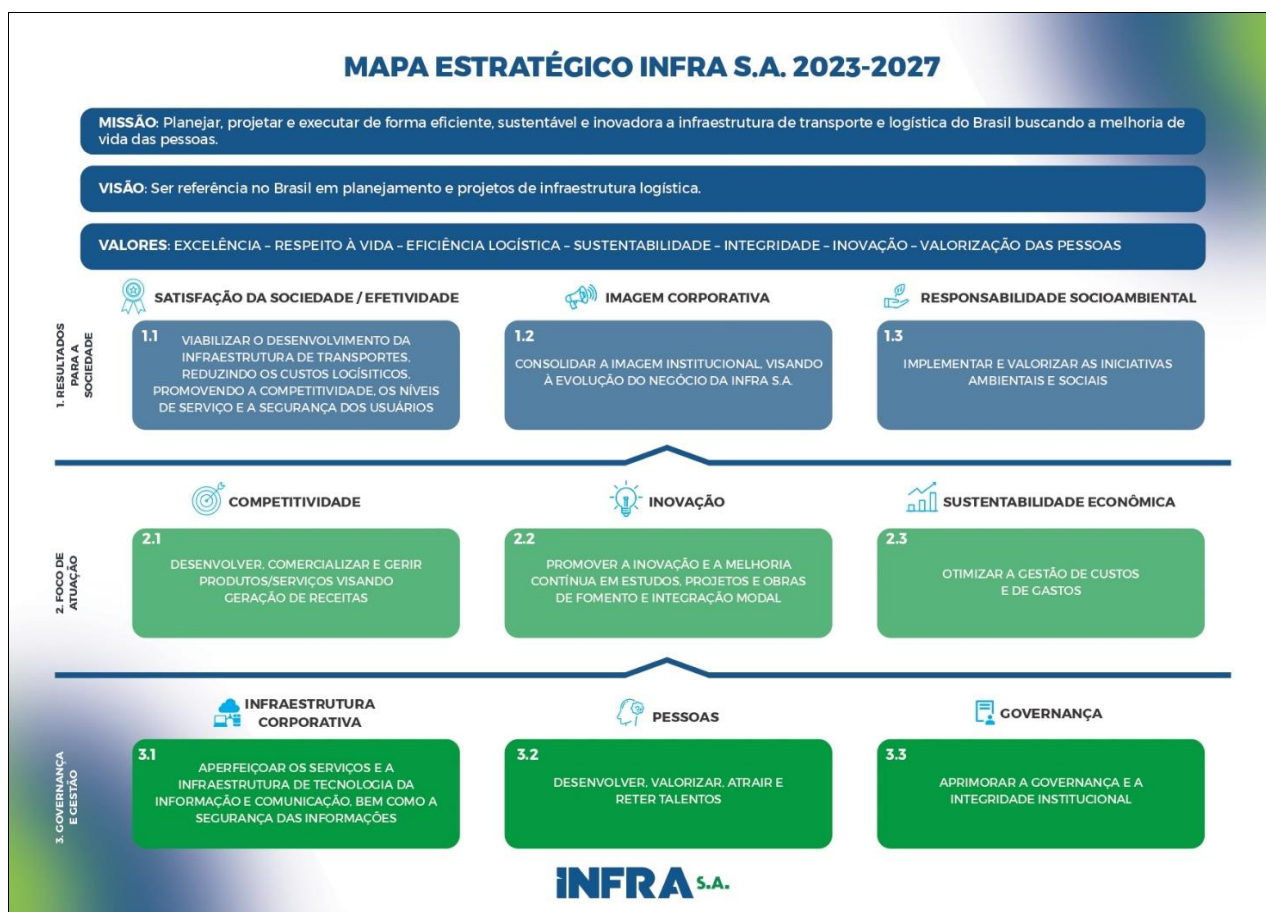 MAPA ESTRATÉGICO INFRA S.A. 2023-2027
MISSÃO: Planejar, projetar e executar de forma eficiente, sustentável e inovadora a infraestrutura de transporte e logística do Brasil buscando a melhoria de
vida das pessoas.
VISÃO: Ser referência no Brasil em planejamento e projetos de infraestrutura logística.
VALORES: EXCELÊNCIA – RESPEITO À VIDA – EFICIÊNCIA LOGÍSTICA – SUSTENTABILIDADE – INTEGRIDADE – INOVAÇÃO – VALORIZAÇÃO DAS PESSOAS
1. RESULTADOS
PARA A
SOCIEDADE
SATISFAÇÃO DA SOCIEDADE / EFETIVIDADE
1.1
VIABILIZAR O DESENVOLVIMENTO DA
INFRAESTRUTURA DE TRANSPORTES,
REDUZINDO OS CUSTOS LOGÍSITICOS,
PROMOVENDO A COMPETITIVIDADE, OS NÍVEIS
DE SERVIÇO E A SEGURANÇA DOS USUÁRIOS
IMAGEM CORPORATIVA
1.2
CONSOLIDAR A IMAGEM INSTITUCIONAL, VISANDO
À EVOLUÇÃO DO NEGÓCIO DA INFRA S.A.
RESPONSABILIDADE SOCIOAMBIENTAL
1.3
IMPLEMENTAR E VALORIZAR AS INICIATIVAS
AMBIENTAIS E SOCIAIS
2. FOCO DE
ATUAÇÃO
COMPETITIVIDADE
2.1
DESENVOLVER, COMERCIALIZAR E GERIR
PRODUTOS/SERVIÇOS VISANDO
GERAÇÃO DE RECEITAS
INOVAÇÃO
2.2
PROMOVER A INOVAÇÃO E A MELHORIA
CONTÍNUA EM ESTUDOS, PROJETOS E OBRAS
DE FOMENTO E INTEGRAÇÃO MODAL
SUSTENTABILIDADE ECONÔMICA
2.3
OTIMIZAR A GESTÃO DE CUSTOS
E DE GASTOS
3. GOVERNANÇA
E GESTÃO
INFRAESTRUTURA
CORPORATIVA
3.1
APERFEIÇOAR OS SERVIÇOS E A
INFRAESTRUTURA DE TECNOLOGIA DA
INFORMAÇÃO E COMUNICAÇÃO, BEM COMO A
SEGURANÇA DAS INFORMAÇÕES
PESSOAS
3.2
DESENVOLVER, VALORIZAR, ATRAIR E
RETER TALENTOS
GOVERNANÇA
3.3
APRIMORAR A GOVERNANÇA E A
INTEGRIDADE INSTITUCIONAL
INFRA S.A.